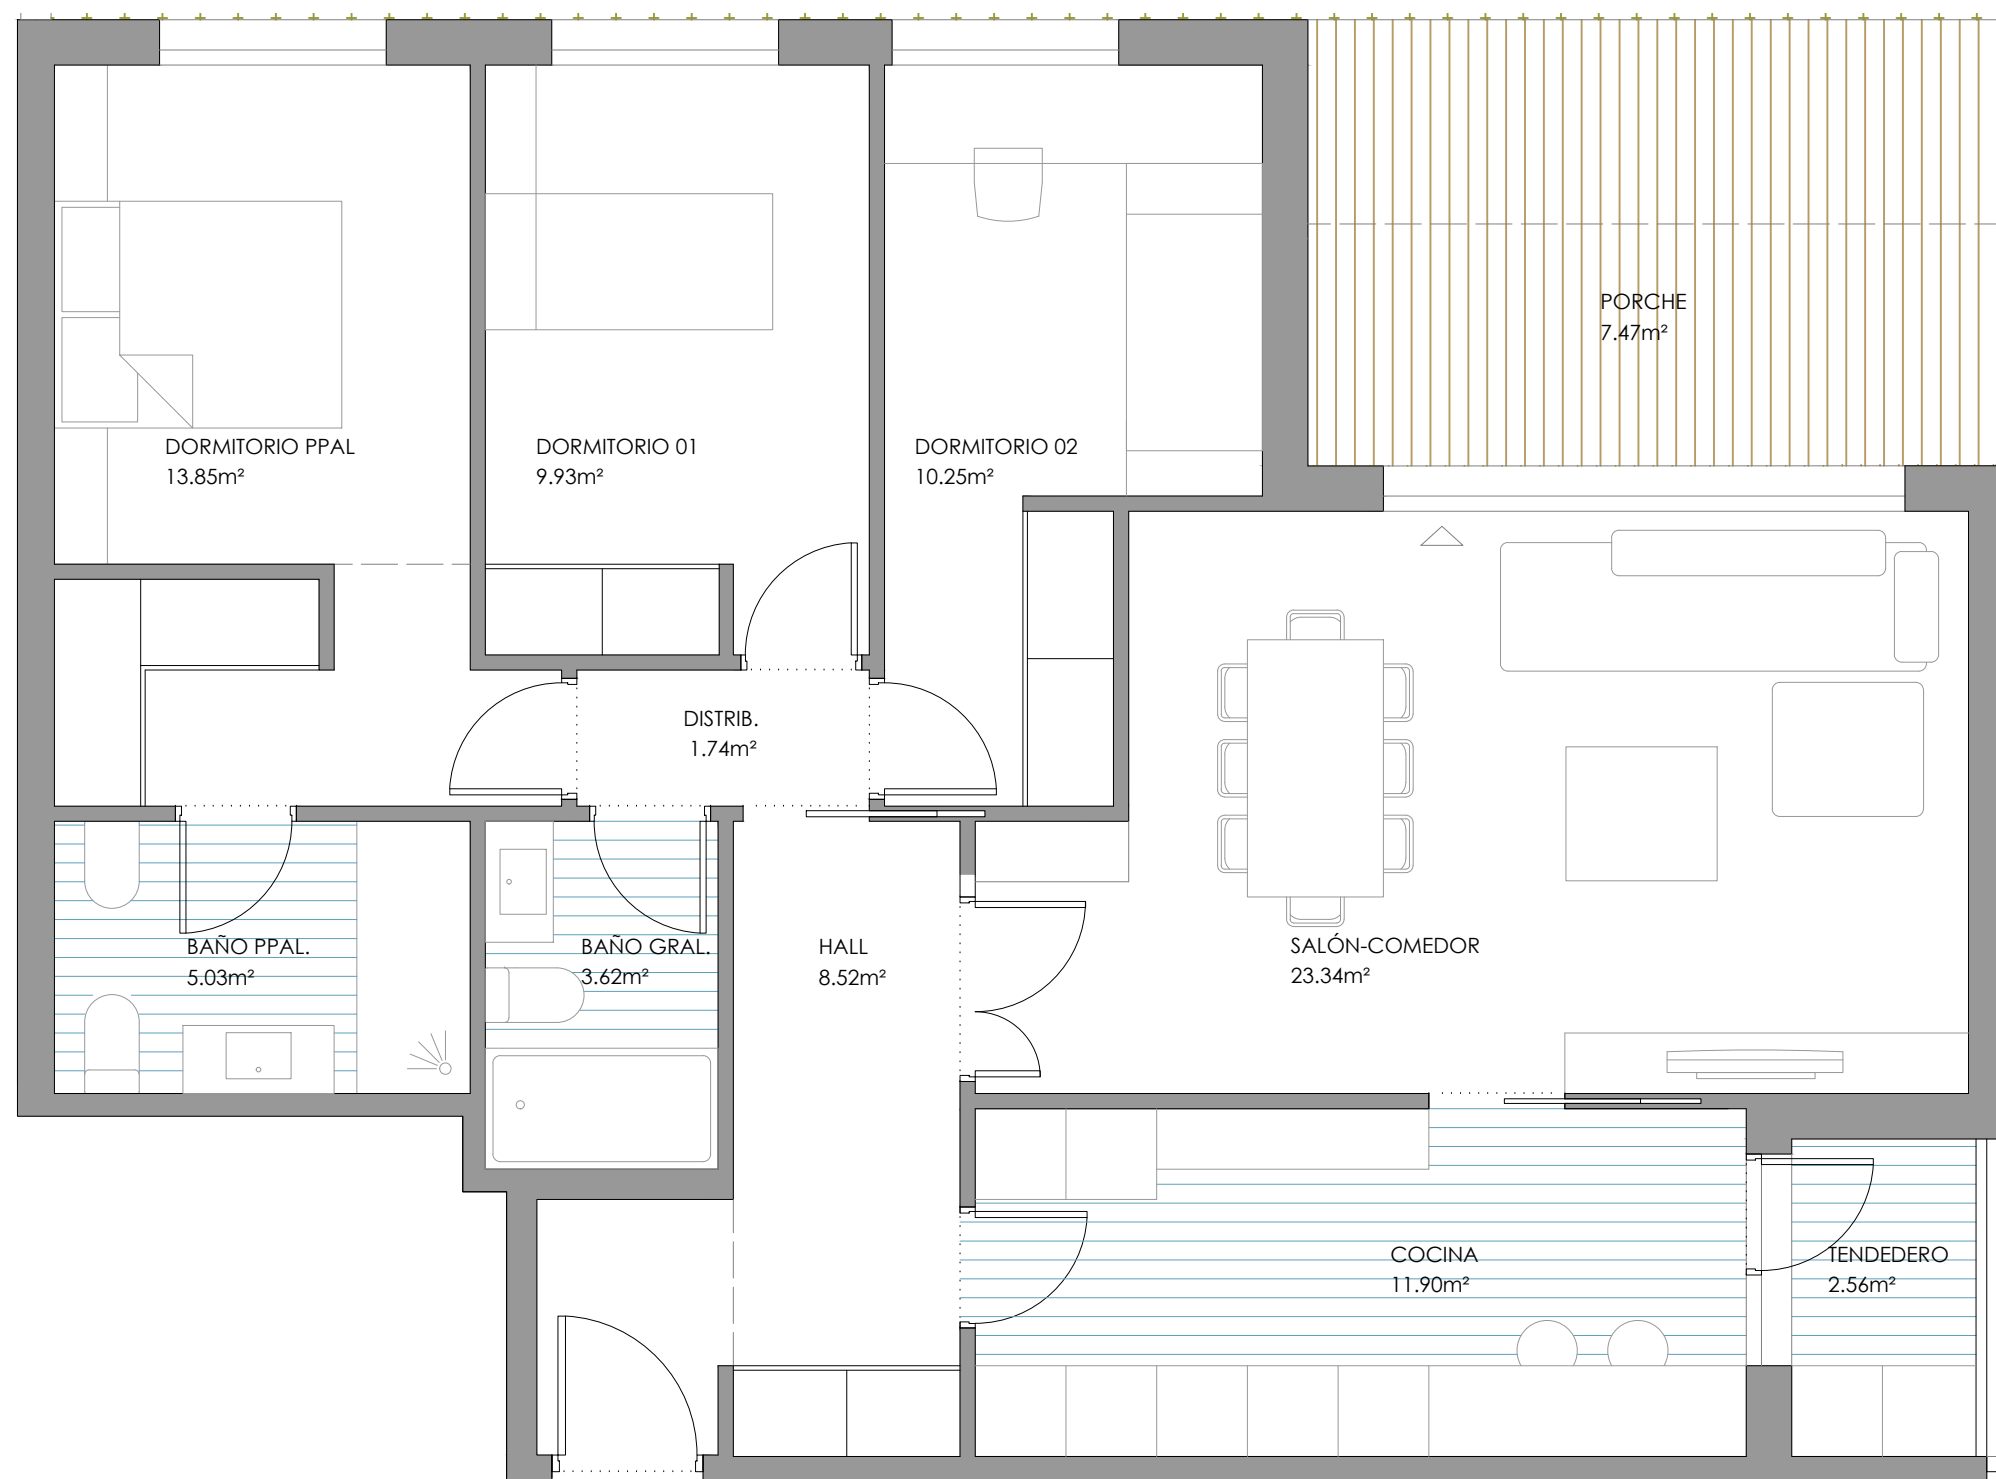 PORCHE
7.47m²
DORMITORIO PPAL
13.85m²
DORMITORIO 01
9.93m²
DORMITORIO 02
10.25m²
DISTRIB.
1.74m²
BAÑO PPAL.
5.03m²
BAÑO GRAL.
3.62m²
HALL
8.52m²
SALÓN-COMEDOR
23.34m²
COCINA
11.90m²
TENDEDERO
2.56m²